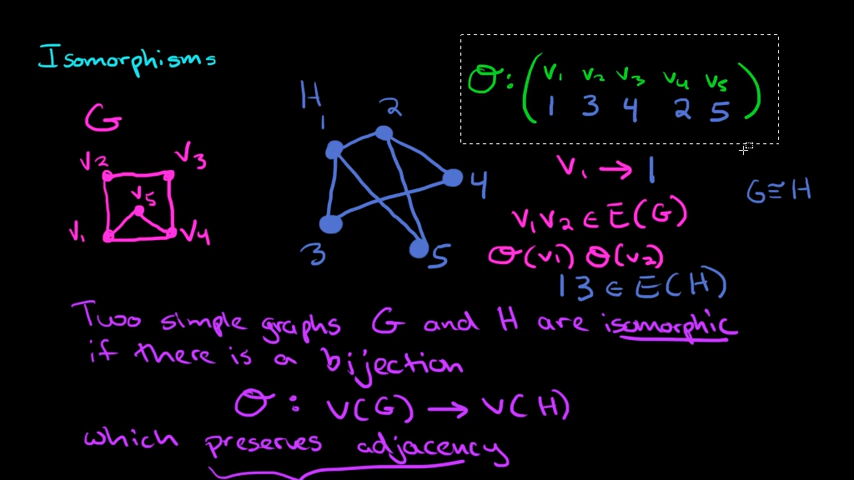 Isomorphisms
G
V2 V3
V5
V1 V4
H
1 2
4
3 5
θ: ( V1 V2 V3 V4 V5 )
1 3 4 2 5
V1 → 1
G≅H
V1V2 ∈ E(G)
θ(V1) θ(V2)
13 ∈ E(H)
Two simple graphs G and H are isomorphic
if there is a bijection
θ: V(G) → V(H)
which preserves adjacency